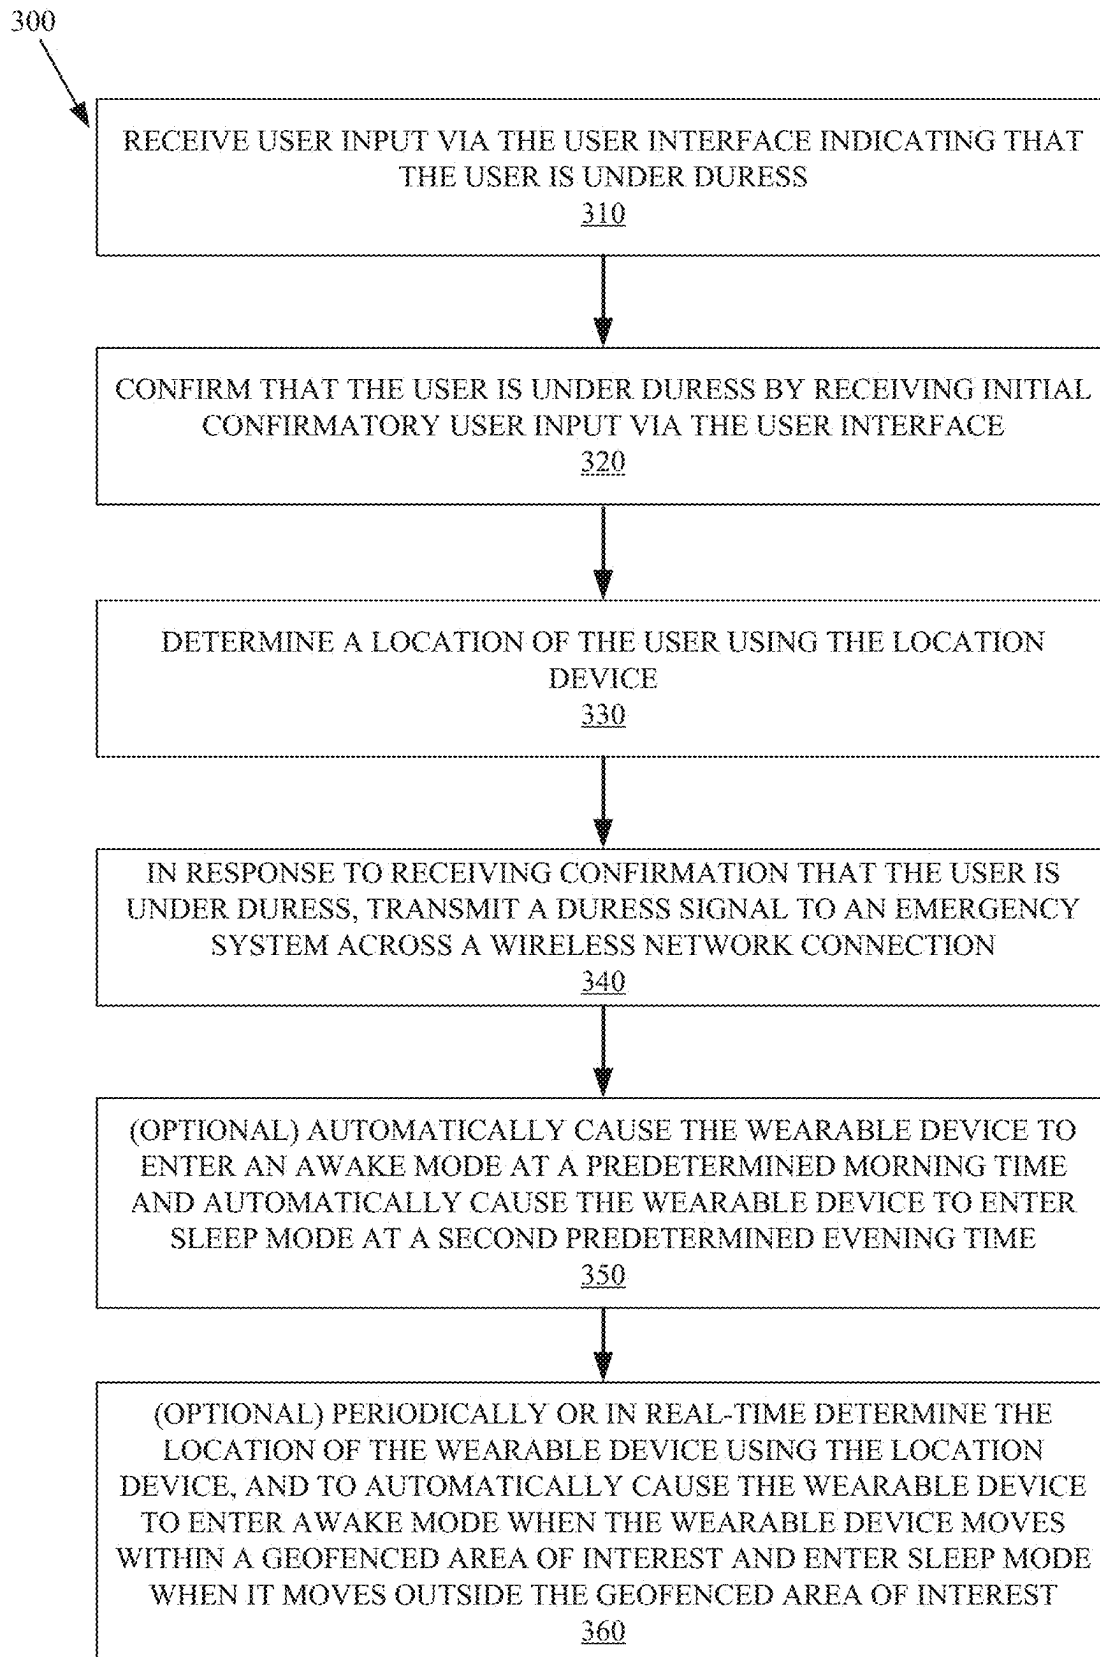 300
RECEIVE USER INPUT VIA THE USER INTERFACE INDICATING THAT
THE USER IS UNDER DURESS
310
CONFIRM THAT THE USER IS UNDER DURESS BY RECEIVING INITIAL
CONFIRMATORY USER INPUT VIA THE USER INTERFACE
320
DETERMINE A LOCATION OF THE USER USING THE LOCATION
DEVICE
330
IN RESPONSE TO RECEIVING CONFIRMATION THAT THE USER IS
UNDER DURESS, TRANSMIT A DURESS SIGNAL TO AN EMERGENCY
SYSTEM ACROSS A WIRELESS NETWORK CONNECTION
340
(OPTIONAL) AUTOMATICALLY CAUSE THE WEARABLE DEVICE TO
ENTER AN AWAKE MODE AT A PREDETERMINED MORNING TIME
AND AUTOMATICALLY CAUSE THE WEARABLE DEVICE TO ENTER
SLEEP MODE AT A SECOND PREDETERMINED EVENING TIME
350
(OPTIONAL) PERIODICALLY OR IN REAL-TIME DETERMINE THE
LOCATION OF THE WEARABLE DEVICE USING THE LOCATION
DEVICE, AND TO AUTOMATICALLY CAUSE THE WEARABLE DEVICE
TO ENTER AWAKE MODE WHEN THE WEARABLE DEVICE MOVES
WITHIN A GEOFENCED AREA OF INTEREST AND ENTER SLEEP MODE
WHEN IT MOVES OUTSIDE THE GEOFENCED AREA OF INTEREST
360